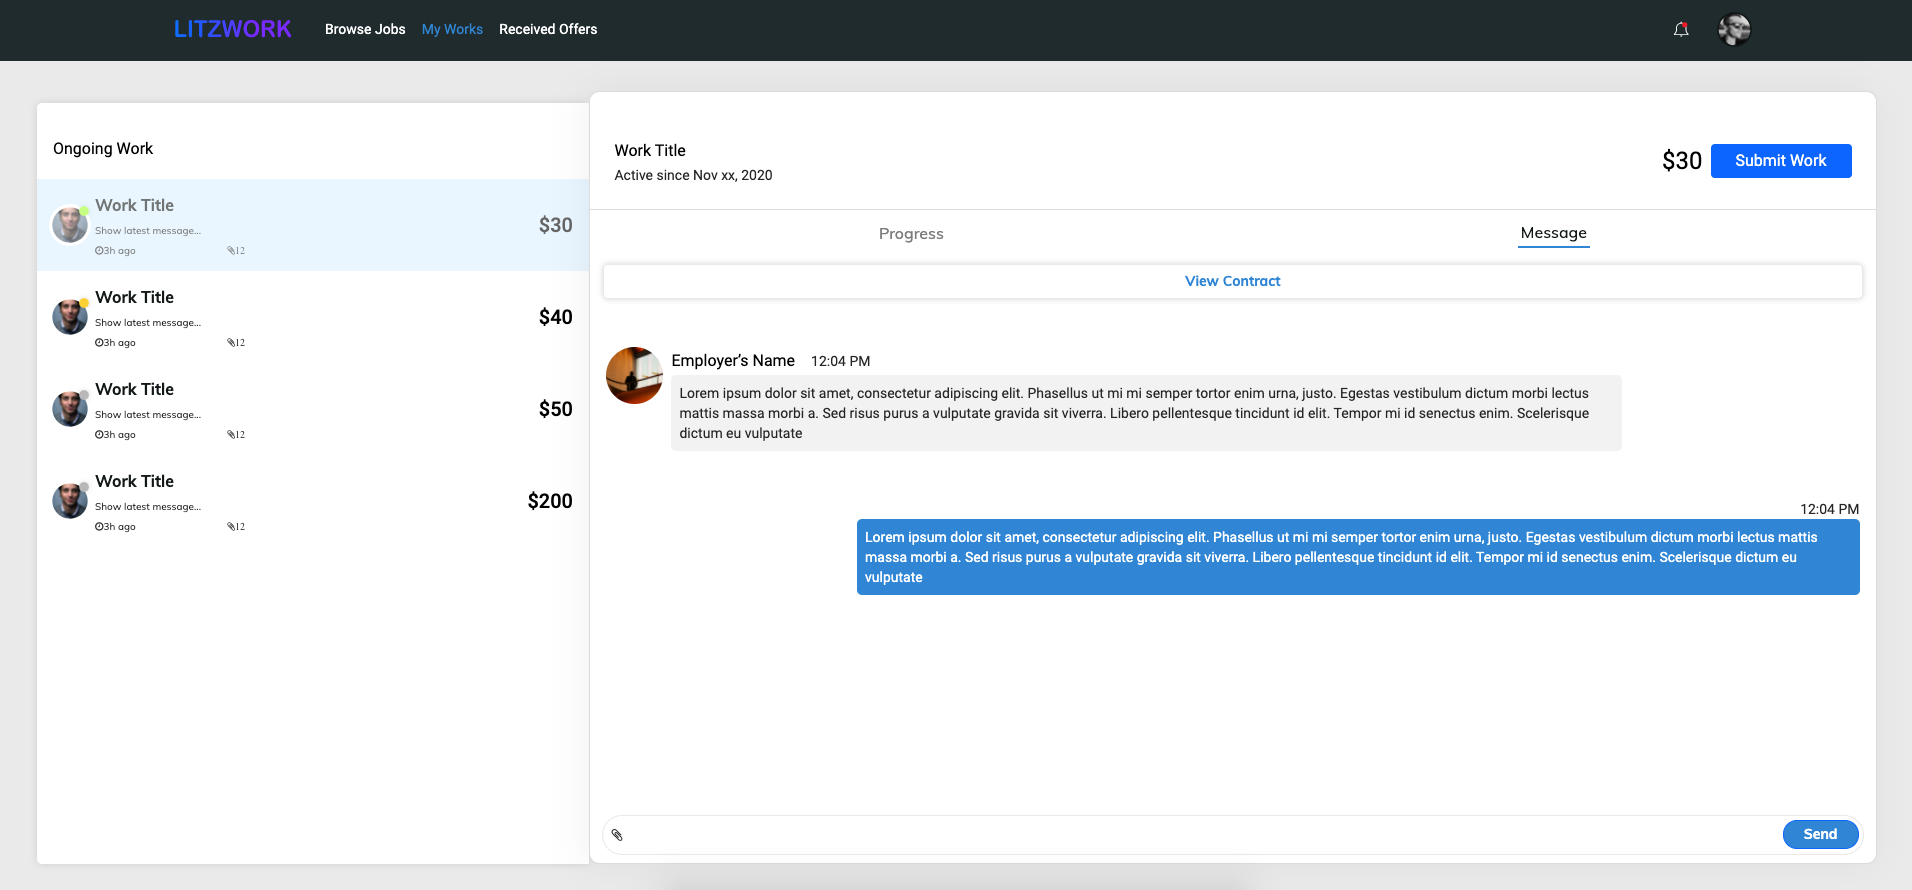 LITZWORK
Browse Jobs
My Works
Received Offers
Ongoing Work
Work Title
Show latest message...
3h ago
12
$30
Work Title
Show latest message...
3h ago
12
$40
Work Title
Show latest message...
3h ago
12
$50
Work Title
Show latest message...
3h ago
12
$200
Work Title
Active since Nov xx, 2020
$30
Submit Work
Progress
Message
View Contract
Employer’s Name 12:04 PM
Lorem ipsum dolor sit amet, consectetur adipiscing elit. Phasellus ut mi mi semper tortor enim urna, justo. Egestas vestibulum dictum morbi lectus
mattis massa morbi a. Sed risus purus a vulputate gravida sit viverra. Libero pellentesque tincidunt id elit. Tempor mi id senectus enim. Scelerisque
dictum eu vulputate
12:04 PM
Lorem ipsum dolor sit amet, consectetur adipiscing elit. Phasellus ut mi mi semper tortor enim urna, justo. Egestas vestibulum dictum morbi lectus mattis
massa morbi a. Sed risus purus a vulputate gravida sit viverra. Libero pellentesque tincidunt id elit. Tempor mi id senectus enim. Scelerisque dictum eu
vulputate
Send